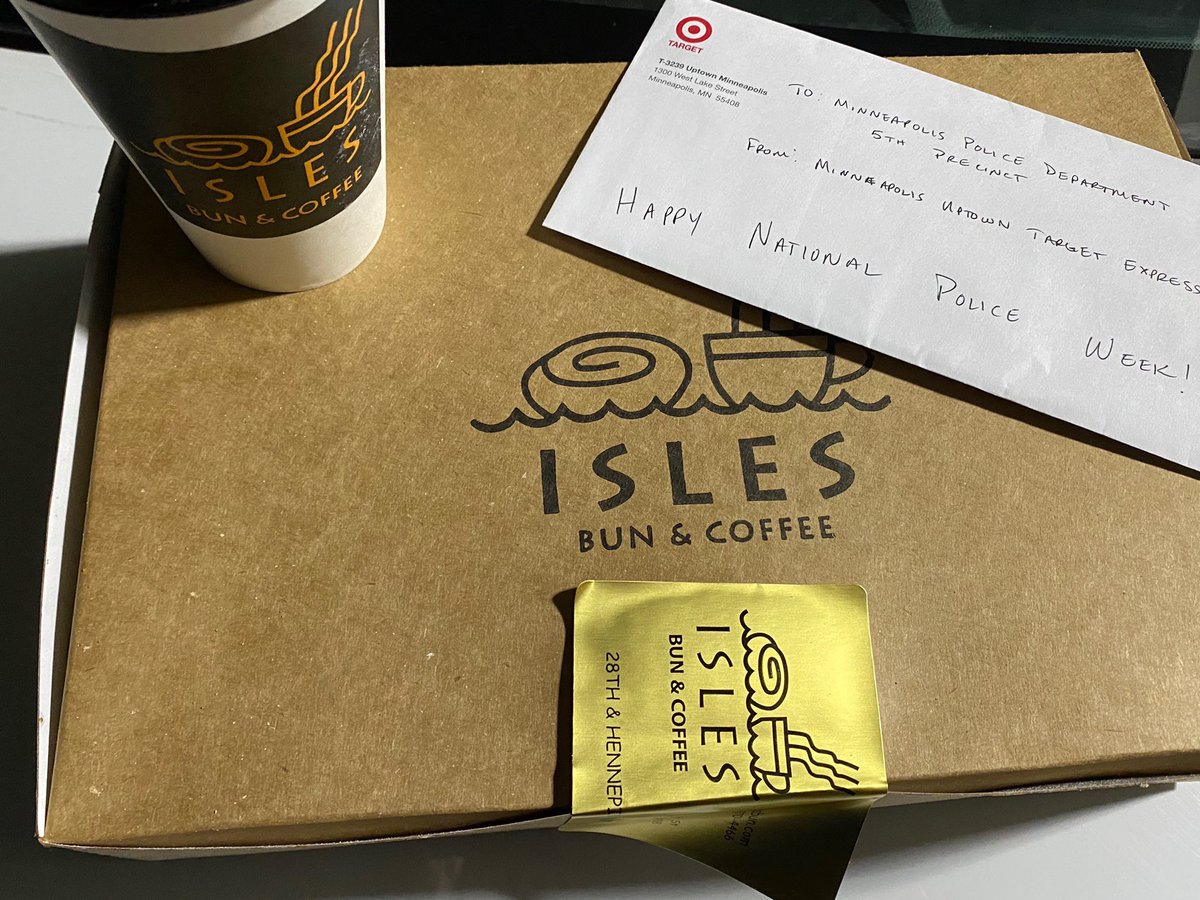 ISLES
BUN & COFFEE
TARGET
T-3239 Uptown Minneapolis
1300 West Lake Street
Minneapolis, MN 55408
TO: MINNEAPOLIS POLICE DEPARTMENT
5TH PRECINCT
FROM: MINNEAPOLIS UPTOWN TARGET EXPRESS
HAPPY NATIONAL POLICE WEEK!
ISLES
BUN & COFFEE
ISLES
BUN & COFFEE
28TH & HENNEPI